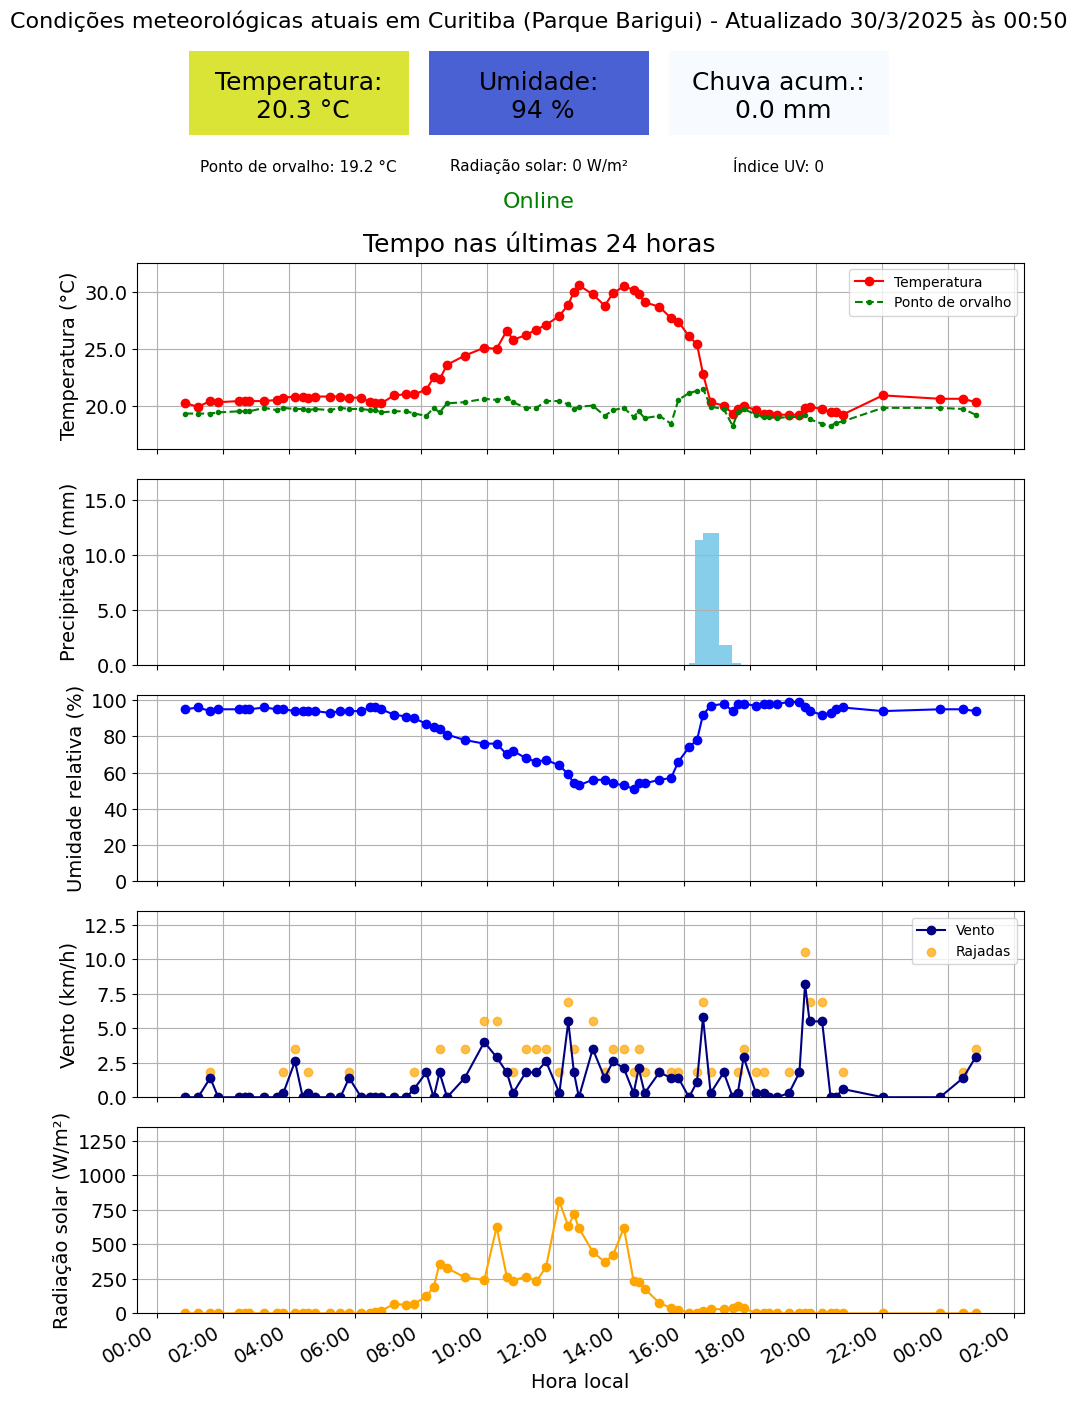 Condições meteorológicas atuais em Curitiba (Parque Barigui) - Atualizado 30/3/2025 às 00:50
Temperatura:
20.3 °C
Umidade:
94 %
Chuva acum.:
0.0 mm
Ponto de orvalho: 19.2 °C
Radiação solar: 0 W/m²
Índice UV: 0
Online
Tempo nas últimas 24 horas
Temperatura (°C)
30.0
25.0
20.0
Temperatura
Ponto de orvalho
Precipitação (mm)
15.0
10.0
5.0
0.0
Umidade relativa (%)
100
80
60
40
20
0
Vento (km/h)
12.5
10.0
7.5
5.0
2.5
0.0
Vento
Rajadas
Radiação solar (W/m²)
1250
1000
750
500
250
0
00:00 02:00 04:00 06:00 08:00 10:00 12:00 14:00 16:00 18:00 20:00 22:00 00:00 02:00
Hora local